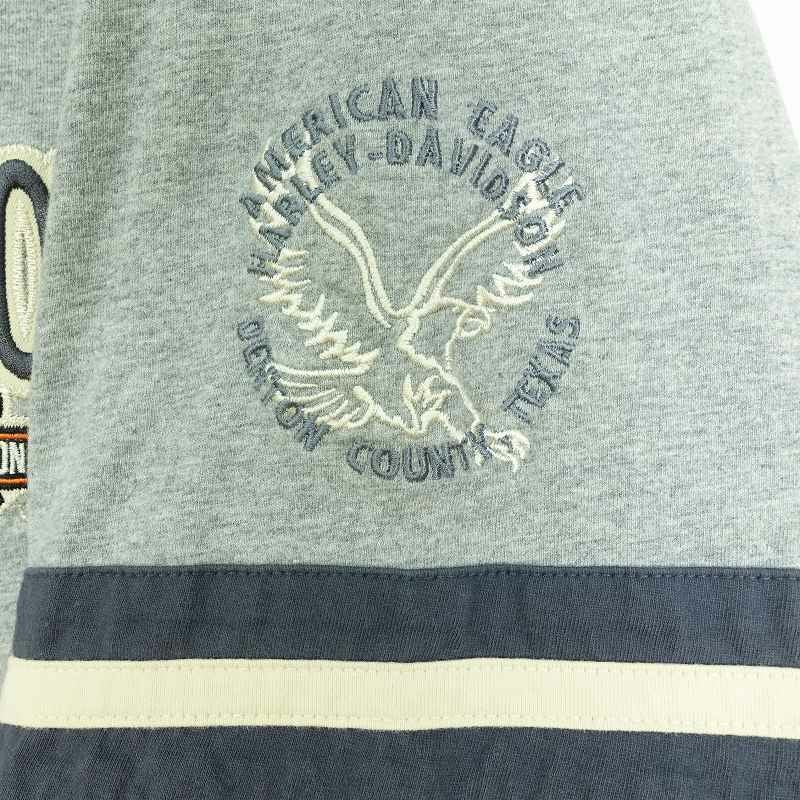 AMERICAN EAGLE
HARLEY-DAVIDSON
DENTON COUNTY, TEXAS